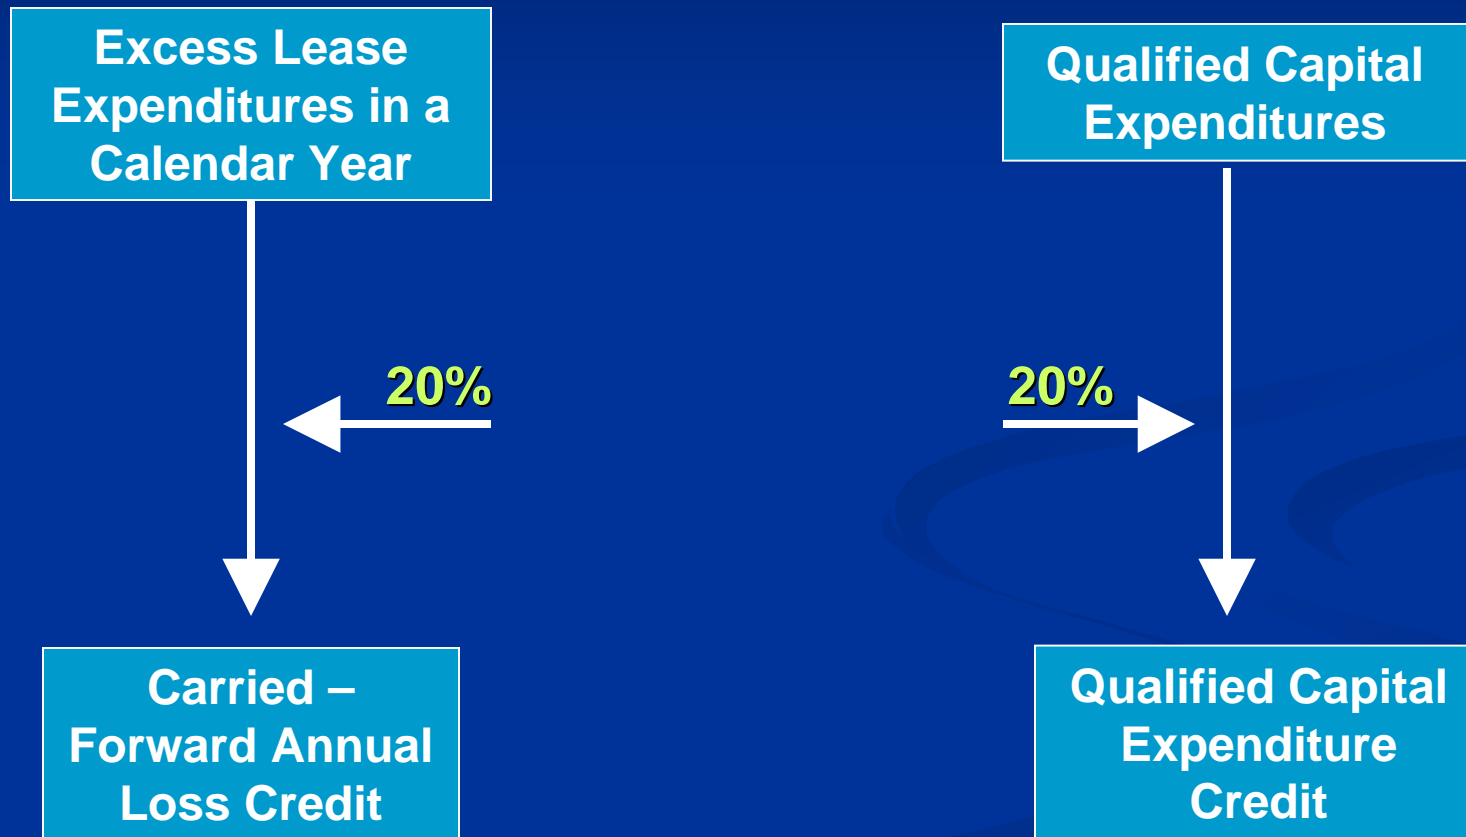 Excess Lease
Expenditures in a
Calendar Year
Qualified Capital
Expenditures
20%
20%
Carried –
Forward Annual
Loss Credit
Qualified Capital
Expenditure
Credit